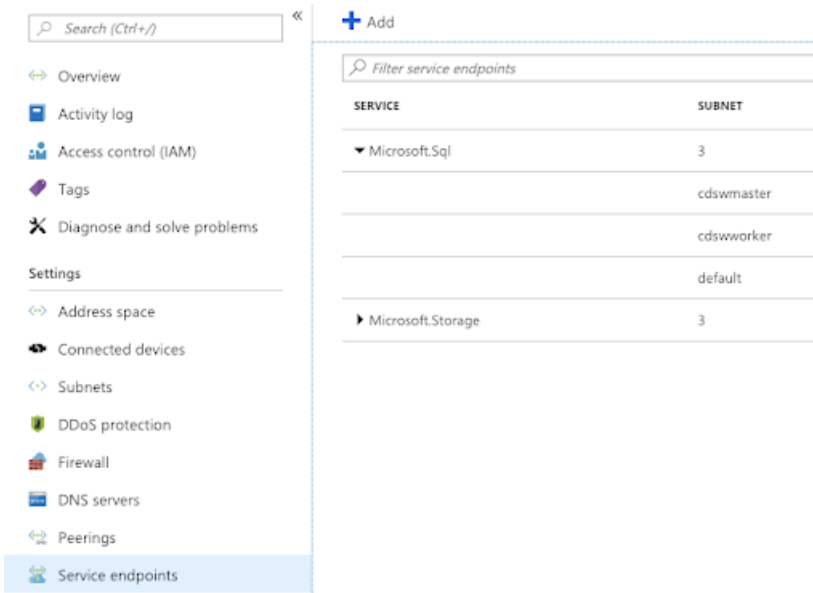 Search (Ctrl+/)
«
Overview
Activity log
Access control (IAM)
Tags
Diagnose and solve problems
Settings
Address space
Connected devices
Subnets
DDoS protection
Firewall
DNS servers
Peerings
Service endpoints
Add
Filter service endpoints
SERVICE SUBNET
Microsoft.Sql 3
cdswmaster
cdswworker
default
Microsoft.Storage 3